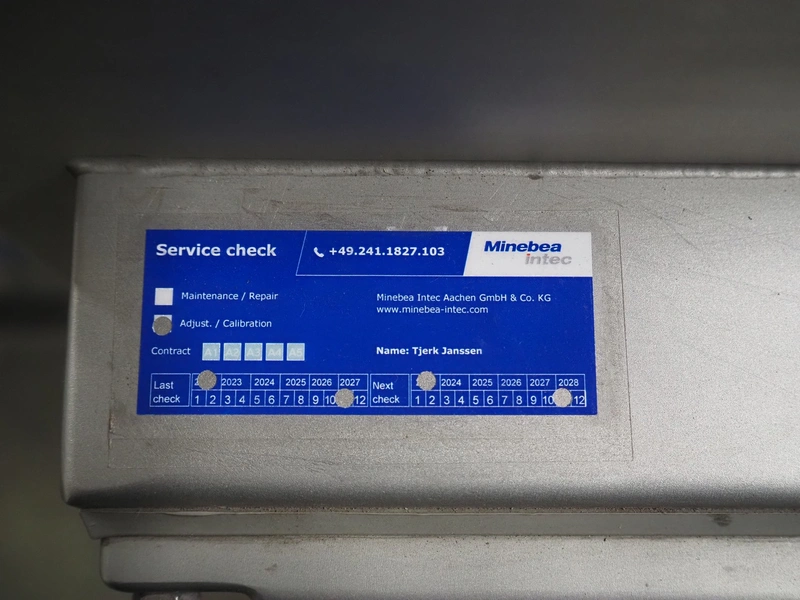 Service check
+49.241.1827.103
Minebea
intec
Maintenance / Repair
Adjust. / Calibration
Minebea Intec Aachen GmbH & Co. KG
www.minebea-intec.com
Contract A1 A2 A3 A4 A5
Name: Tjerk Janssen
Last check
2023 2024 2025 2026 2027
1 2 3 4 5 6 7 8 9 10 12
Next check
2024 2025 2026 2027 2028
1 2 3 4 5 6 7 8 9 10 12